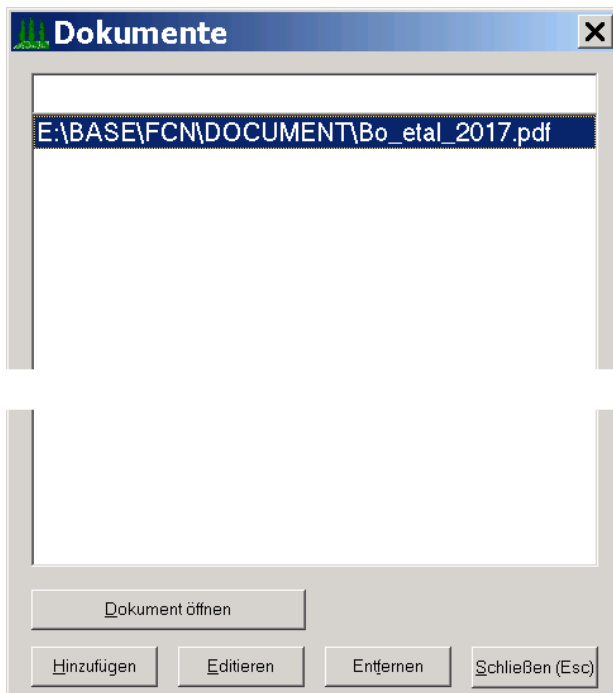 Dokumente
E:\BASE\FCN\DOCUMENT\Bo_etal_2017.pdf
Dokument öffnen
Hinzufügen Editieren Entfernen Schließen (Esc)